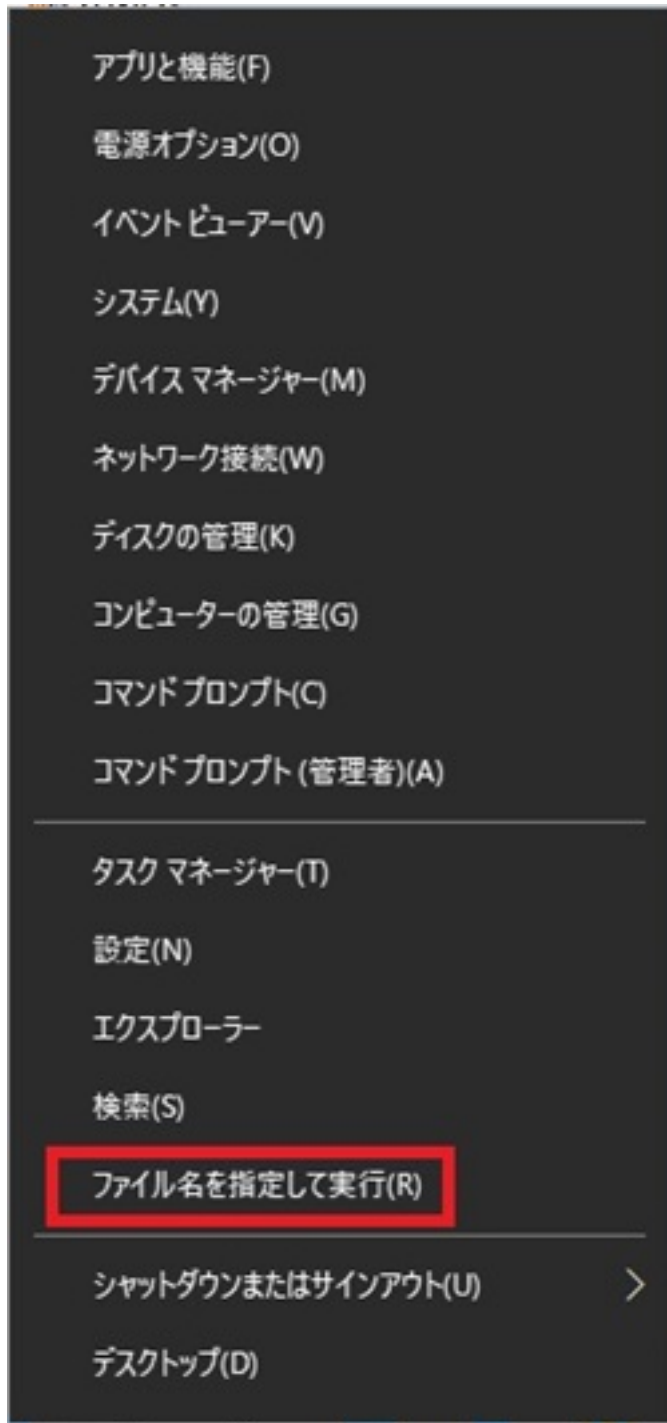 アプリと機能(F)
電源オプション(O)
イベント ビューアー(V)
システム(Y)
デバイス マネージャー(M)
ネットワーク接続(W)
ディスクの管理(K)
コンピューターの管理(G)
コマンド プロンプト(C)
コマンド プロンプト (管理者)(A)
タスク マネージャー(T)
設定(N)
エクスプローラー
検索(S)
ファイル名を指定して実行(R)
シャットダウンまたはサインアウト(U)
デスクトップ(D)